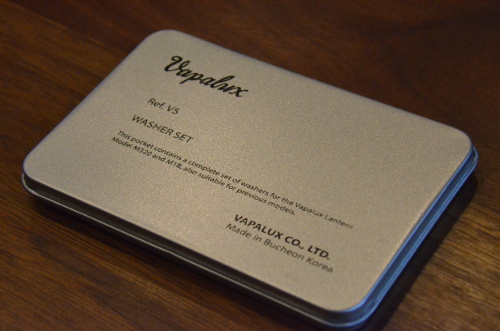 Vapalux
Ref. V5
WASHER SET
This pocket contains a complete set of washers for the Vapalux Lantern
Model M320 and M1B, also suitable for previous models.
VAPALUX CO., LTD.
Made in Bucheon Korea